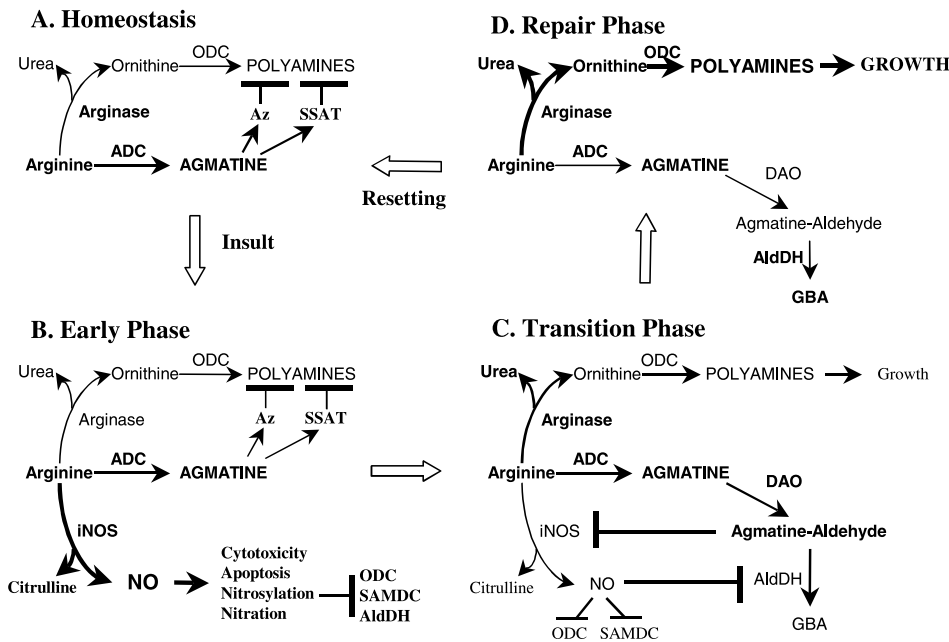 A. Homeostasis
Urea
Ornithine
ODC
POLYAMINES
Arginase
Az
SSAT
Arginine
ADC
AGMATINE
Insult
Resetting
D. Repair Phase
Urea
Ornithine
ODC
POLYAMINES
GROWTH
Arginase
Arginine
ADC
AGMATINE
DAO
Agmatine-Aldehyde
AldDH
GBA
B. Early Phase
Urea
Ornithine
ODC
POLYAMINES
Arginase
Az
SSAT
Arginine
ADC
AGMATINE
iNOS
Citrulline
NO
Cytotoxicity
Apoptosis
Nitrosylation
Nitration
ODC
SAMDC
AldDH
C. Transition Phase
Urea
Ornithine
ODC
POLYAMINES
Growth
Arginase
Arginine
ADC
AGMATINE
DAO
iNOS
Agmatine-Aldehyde
Citrulline
NO
AldDH
ODC
SAMDC
GBA